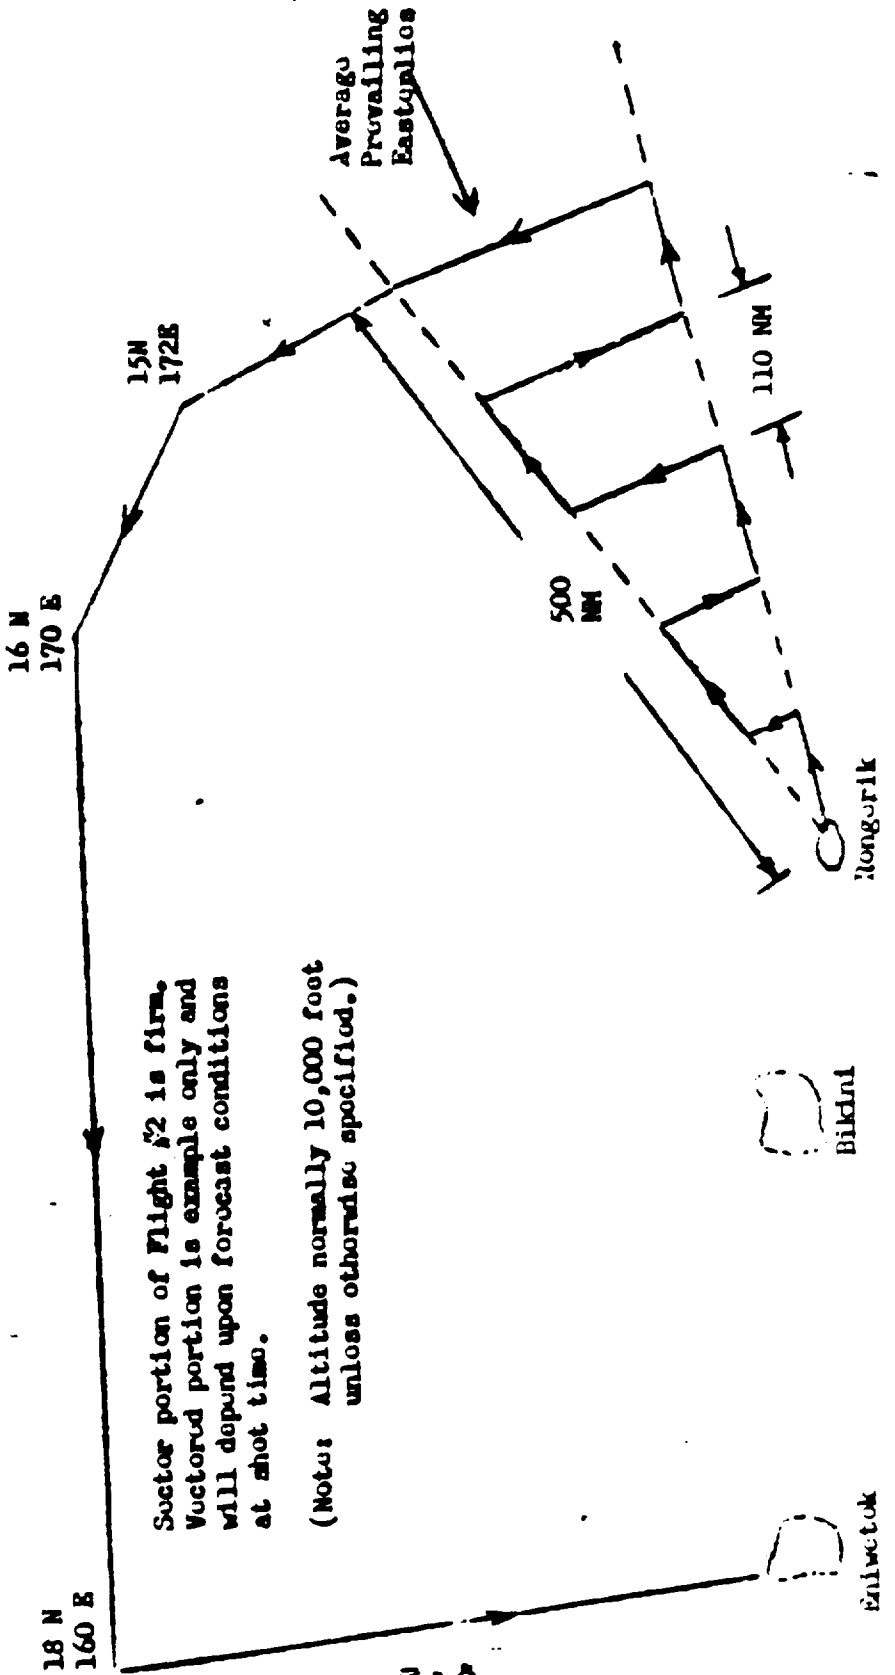 18 N
160 E
16 N
170 E
15N
172E
Average
Prevailing
Easterlies
Sector portion of Flight #2 is firm.
Vectored portion is example only and
will depend upon forecast conditions
at shot time.
(Note: Altitude normally 10,000 foot
unless otherwise specified.)
500
NM
110 NM
Eniwetok
Bikini
Rongerik